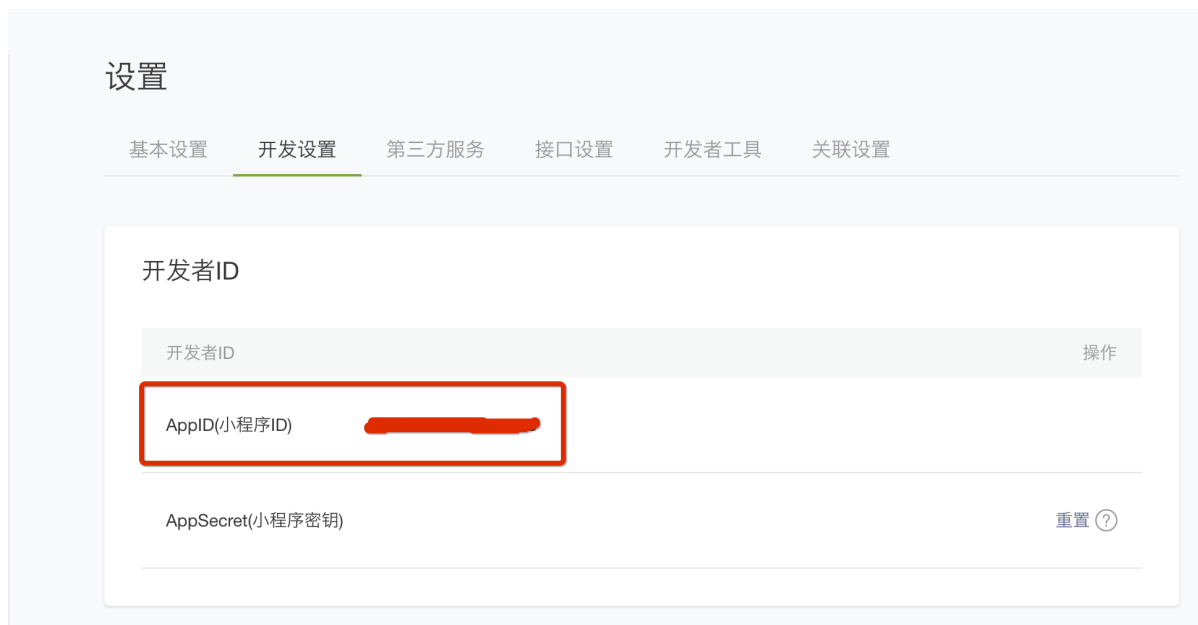 设置
基本设置 开发设置 第三方服务 接口设置 开发者工具 关联设置
开发者ID
开发者ID 操作
AppID(小程序ID)
AppSecret(小程序密钥) 重置 ?